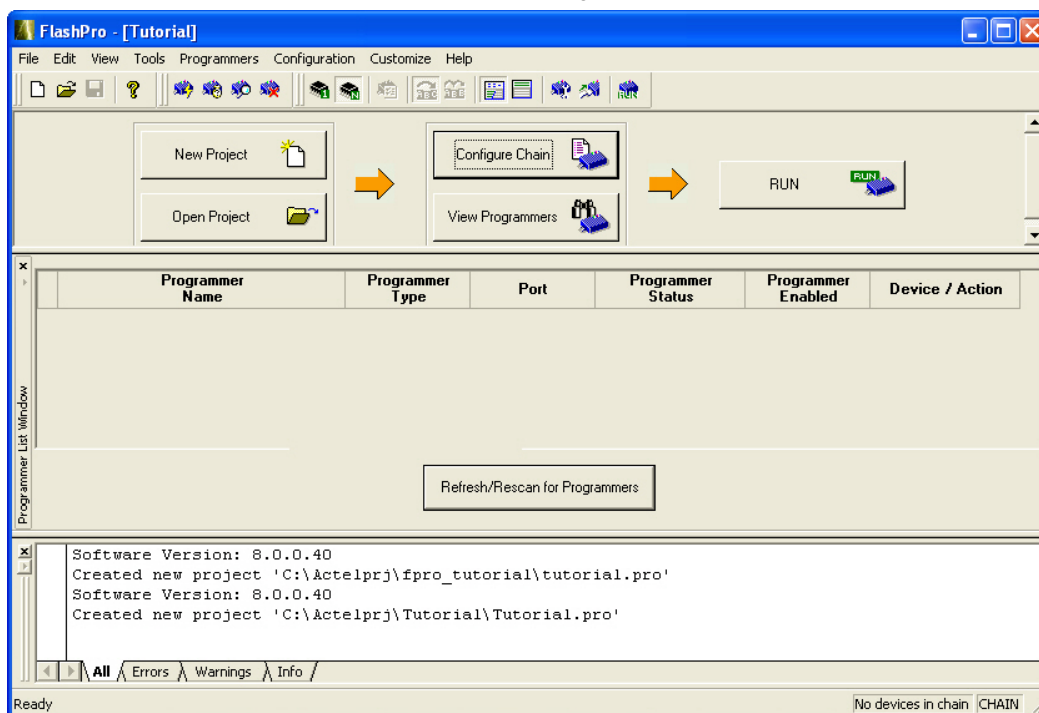 FlashPro - [Tutorial]
File Edit View Tools Programmers Configuration Customize Help
New Project
Configure Chain
RUN
RUN
Open Project
View Programmers
Programmer Name
Programmer Type
Port
Programmer Status
Programmer Enabled
Device / Action
Programmer List Window
Refresh/Rescan for Programmers
Software Version: 8.0.0.40
Created new project 'C:\Actelprj\fpro_tutorial\tutorial.pro'
Software Version: 8.0.0.40
Created new project 'C:\Actelprj\Tutorial\Tutorial.pro'
All Errors Warnings Info
Ready
No devices in chain CHAIN